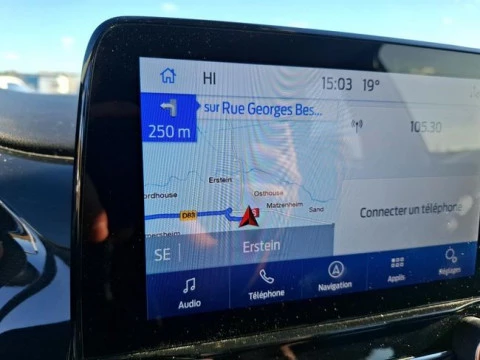 HI 15:03 19°
sur Rue Georges Bes...
250 m
105.30
Erstein
Osthouse
Matzenheim
Sand
D83
Connecter un téléphone
SE Erstein
Audio Téléphone Navigation Applis Réglages